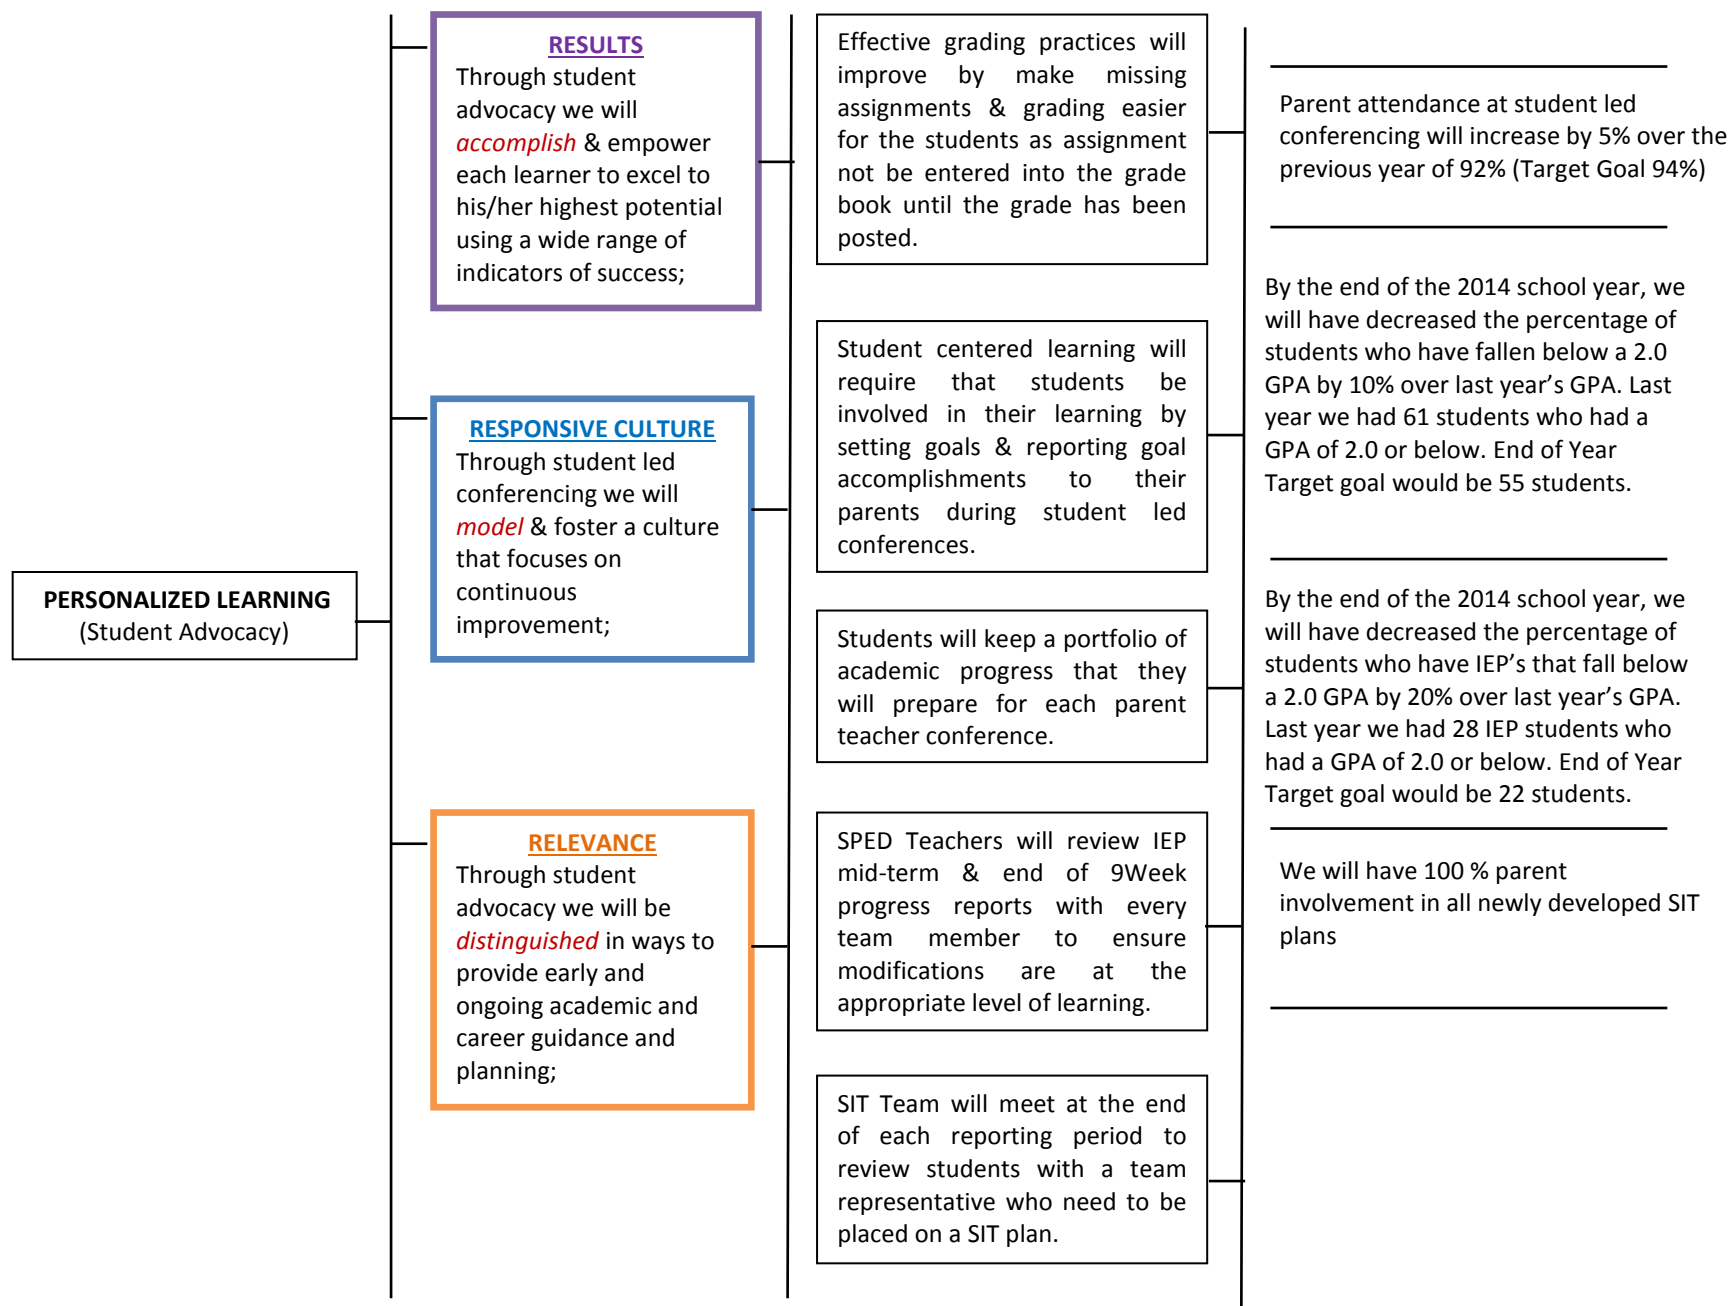 PERSONALIZED LEARNING
(Student Advocacy)
RESULTS
Through student
advocacy we will
accomplish & empower
each learner to excel to
his/her highest potential
using a wide range of
indicators of success;
RESPONSIVE CULTURE
Through student led
conferencing we will
model & foster a culture
that focuses on
continuous
improvement;
RELEVANCE
Through student
advocacy we will be
distinguished in ways to
provide early and
ongoing academic and
career guidance and
planning;
Effective grading practices will
improve by make missing
assignments & grading easier
for the students as assignment
not be entered into the grade
book until the grade has been
posted.
Student centered learning will
require that students be
involved in their learning by
setting goals & reporting goal
accomplishments to their
parents during student led
conferences.
Students will keep a portfolio of
academic progress that they
will prepare for each parent
teacher conference.
SPED Teachers will review IEP
mid-term & end of 9Week
progress reports with every
team member to ensure
modifications are at the
appropriate level of learning.
SIT Team will meet at the end
of each reporting period to
review students with a team
representative who need to be
placed on a SIT plan.
Parent attendance at student led
conferencing will increase by 5% over the
previous year of 92% (Target Goal 94%)
By the end of the 2014 school year, we
will have decreased the percentage of
students who have fallen below a 2.0
GPA by 10% over last year’s GPA. Last
year we had 61 students who had a
GPA of 2.0 or below. End of Year
Target goal would be 55 students.
By the end of the 2014 school year, we
will have decreased the percentage of
students who have IEP’s that fall below
a 2.0 GPA by 20% over last year’s GPA.
Last year we had 28 IEP students who
had a GPA of 2.0 or below. End of Year
Target goal would be 22 students.
We will have 100 % parent
involvement in all newly developed SIT
plans